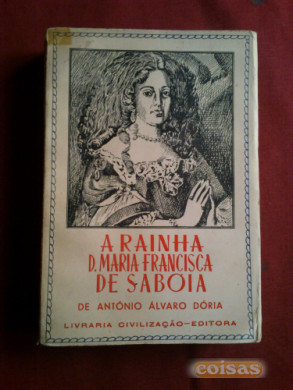 A RAINHA
D. MARIA FRANCISCA
DE SABOIA
DE ANTÓNIO ÁLVARO DÓRIA
LIVRARIA CIVILIZAÇÃO—EDITORA
coisas